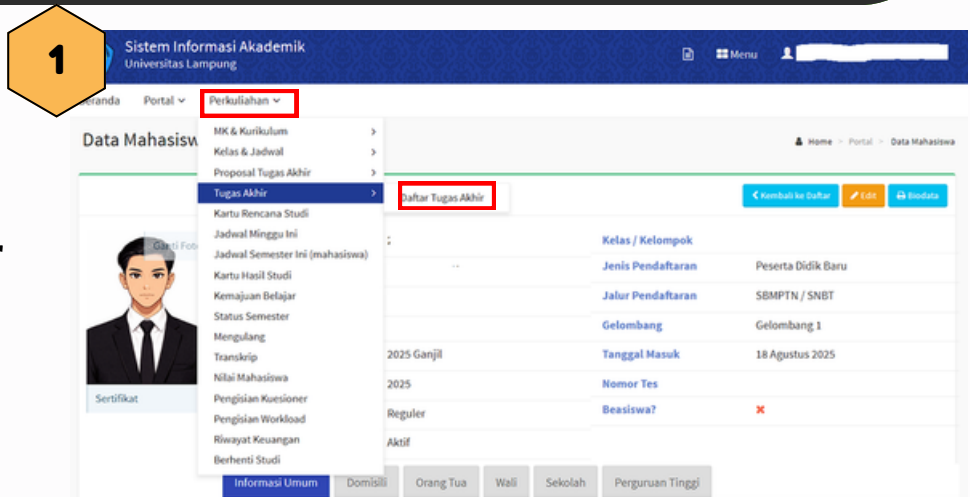 1
Sistem Informasi Akademik
Universitas Lampung
Menu
Beranda Portal Perkuliahan
Data Mahasisw
Home > Portal > Data Mahasiswa
MK & Kurikulum
Kelas & Jadwal
Proposal Tugas Akhir
Tugas Akhir
Daftar Tugas Akhir
Kartu Rencana Studi
Jadwal Minggu Ini
Jadwal Semester Ini (mahasiswa)
Kartu Hasil Studi
Kemajuan Belajar
Status Semester
Mengulang
Transkrip
Nilai Mahasiswa
Pengisian Kuesioner
Pengisian Workload
Riwayat Keuangan
Berhenti Studi
Kembali ke Daftar Edit Biodata
Ganti Foto
Sertifikat
:
2025 Ganjil
2025
Reguler
Aktif
Kelas / Kelompok
Jenis Pendaftaran Peserta Didik Baru
Jalur Pendaftaran SBMPTN / SNBT
Gelombang Gelombang 1
Tanggal Masuk 18 Agustus 2025
Nomor Tes
Beasiswa?
Informasi Umum Domisili Orang Tua Wali Sekolah Perguruan Tinggi